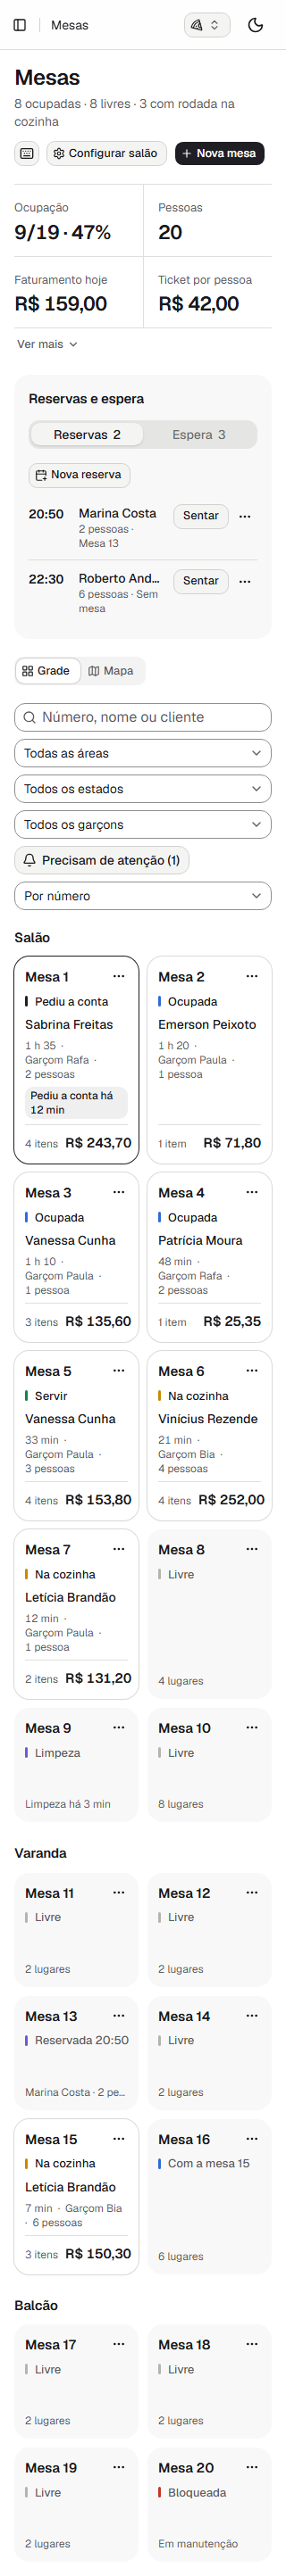 Mesas
Mesas
8 ocupadas · 8 livres · 3 com rodada na
cozinha
Configurar salão
Nova mesa
Ocupação
Pessoas
9/19 · 47%
20
Faturamento hoje
Ticket por pessoa
R$ 159,00
R$ 42,00
Ver mais
Reservas e espera
Reservas 2
Espera 3
Nova reserva
20:50
Marina Costa
2 pessoas ·
Mesa 13
Sentar
22:30
Roberto And...
6 pessoas · Sem
mesa
Sentar
Grade
Mapa
Número, nome ou cliente
Todas as áreas
Todos os estados
Todos os garçons
Precisam de atenção (1)
Por número
Salão
Mesa 1
Pediu a conta
Sabrina Freitas
1 h 35 ·
Garçom Rafa ·
2 pessoas
Pediu a conta há
12 min
4 itens R$ 243,70
Mesa 2
Ocupada
Emerson Peixoto
1 h 20 ·
Garçom Paula ·
1 pessoa
1 item R$ 71,80
Mesa 3
Ocupada
Vanessa Cunha
1 h 10 ·
Garçom Paula ·
1 pessoa
3 itens R$ 135,60
Mesa 4
Ocupada
Patrícia Moura
48 min ·
Garçom Rafa ·
2 pessoas
1 item R$ 25,35
Mesa 5
Servir
Vanessa Cunha
33 min ·
Garçom Paula ·
3 pessoas
4 itens R$ 153,80
Mesa 6
Na cozinha
Vinícius Rezende
21 min ·
Garçom Bia ·
4 pessoas
4 itens R$ 252,00
Mesa 7
Na cozinha
Letícia Brandão
12 min ·
Garçom Paula ·
1 pessoa
2 itens R$ 131,20
Mesa 8
Livre
4 lugares
Mesa 9
Limpeza
Limpeza há 3 min
Mesa 10
Livre
8 lugares
Varanda
Mesa 11
Livre
2 lugares
Mesa 12
Livre
2 lugares
Mesa 13
Reservada 20:50
Marina Costa · 2 pe...
Mesa 14
Livre
2 lugares
Mesa 15
Na cozinha
Letícia Brandão
7 min · Garçom Bia
· 6 pessoas
3 itens R$ 150,30
Mesa 16
Com a mesa 15
6 lugares
Balcão
Mesa 17
Livre
2 lugares
Mesa 18
Livre
2 lugares
Mesa 19
Livre
2 lugares
Mesa 20
Bloqueada
Em manutenção